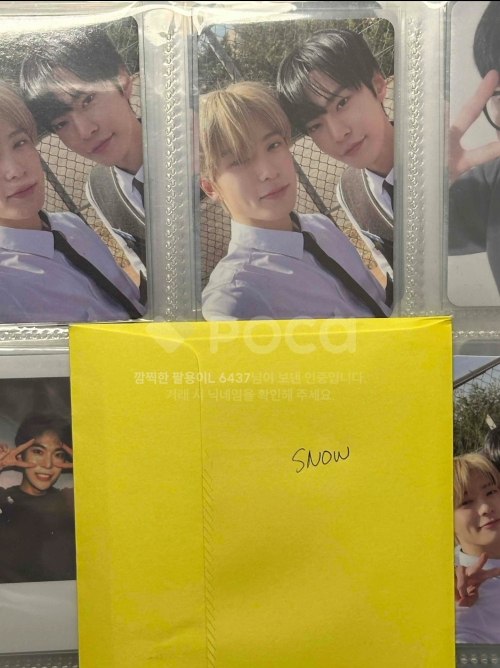 Poca
깜찍한 팔용이L 6437님이 보낸 인증입니다.
거래 시 닉네임을 확인해 주세요.
SNOW